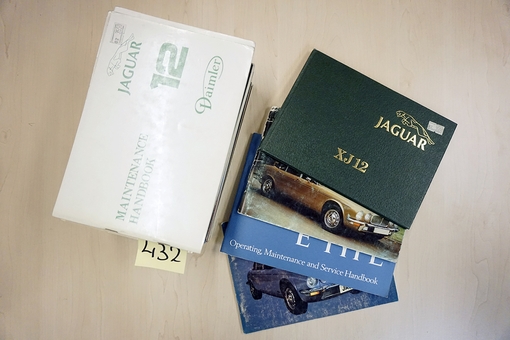 JAGUAR
12
Daimler
MAINTENANCE
HANDBOOK
432
JAGUAR
XJ12
E TYPE
Operating, Maintenance and Service Handbook